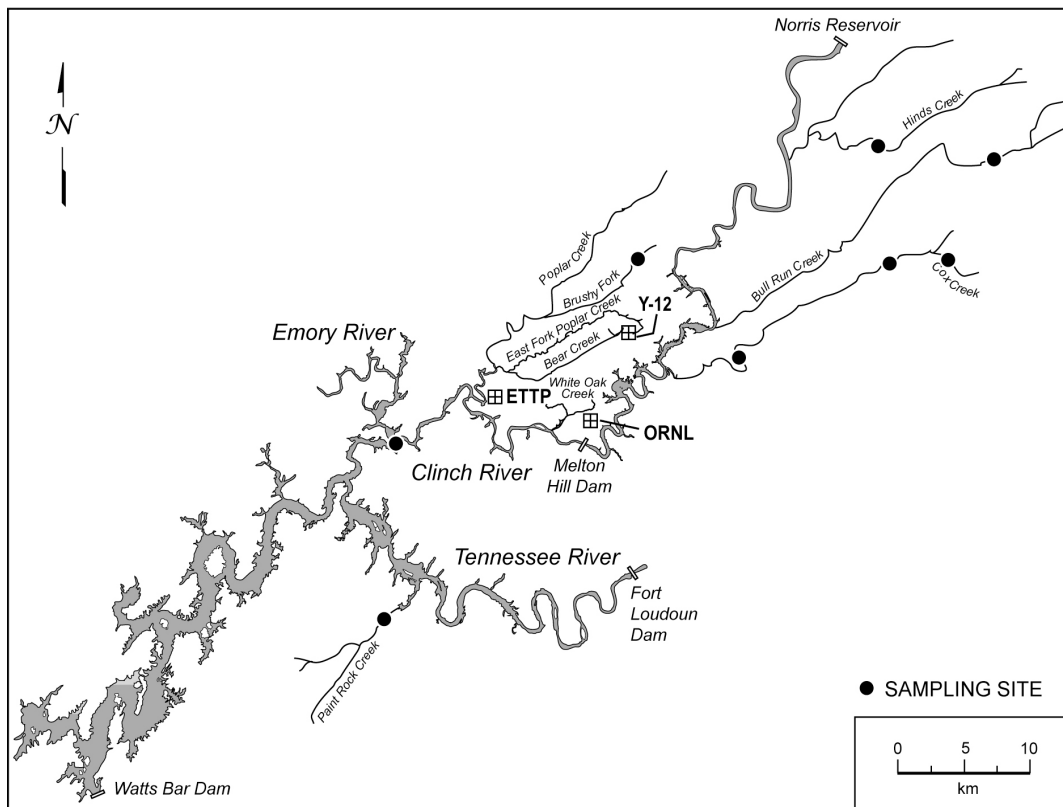 Norris Reservoir
N
Hinds Creek
Poplar Creek
Brushy Fork
Bull Run Creek
Cox Creek
Y-12
East Fork Poplar Creek
Emory River
Bear Creek
ETTP
White Oak
Creek
ORNL
Clinch River
Melton
Hill Dam
Tennessee River
Fort
Loudoun
Dam
Paint Rock Creek
SAMPLING SITE
0 5 10
km
Watts Bar Dam